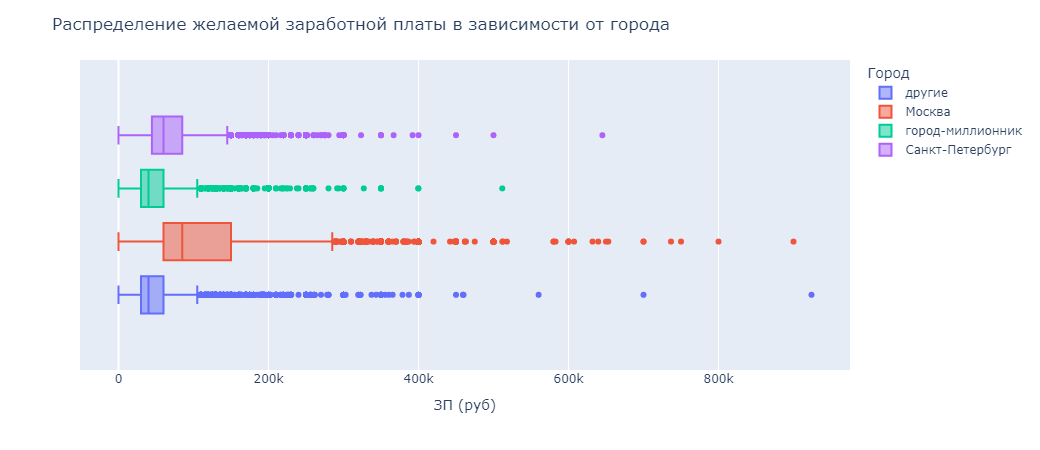 Распределение желаемой заработной платы в зависимости от города
Город
другие
Москва
город-миллионник
Санкт-Петербург
0
200k
400k
600k
800k
ЗП (руб)